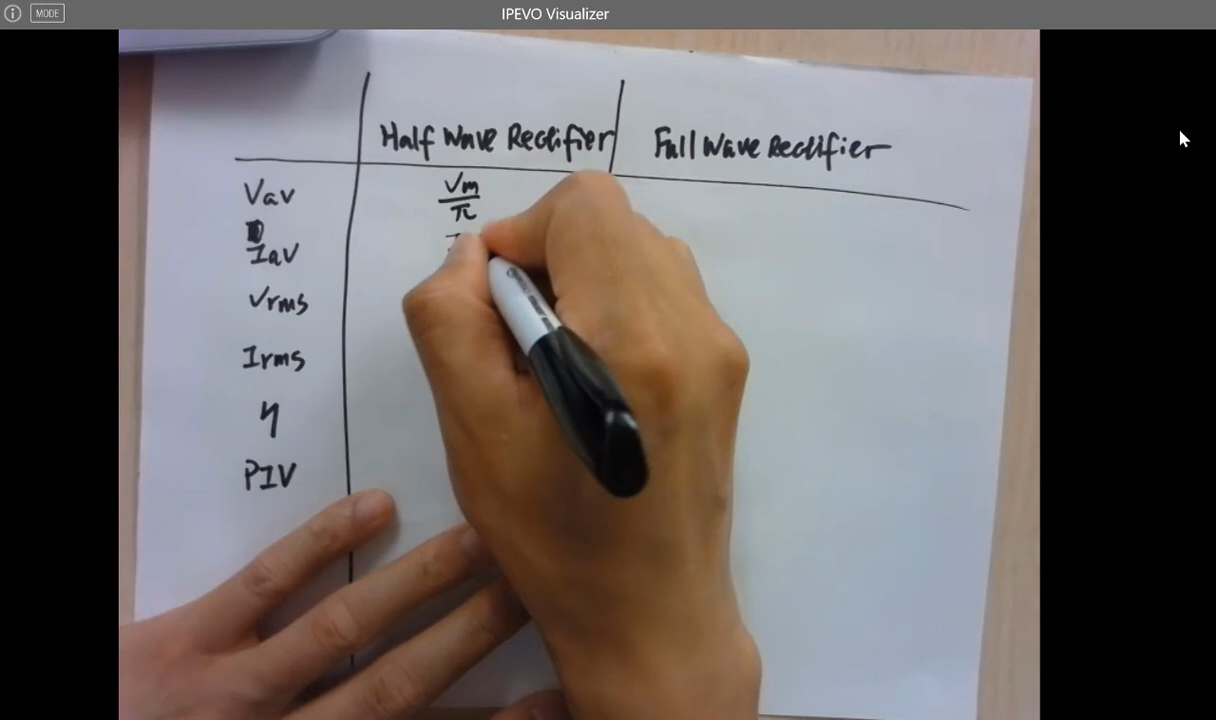 MODE IPEVO Visualizer
Half Wave Rectifier Full Wave Rectifier
Vav Vm/π
Iav I
Vrms
Irms
η
PIV